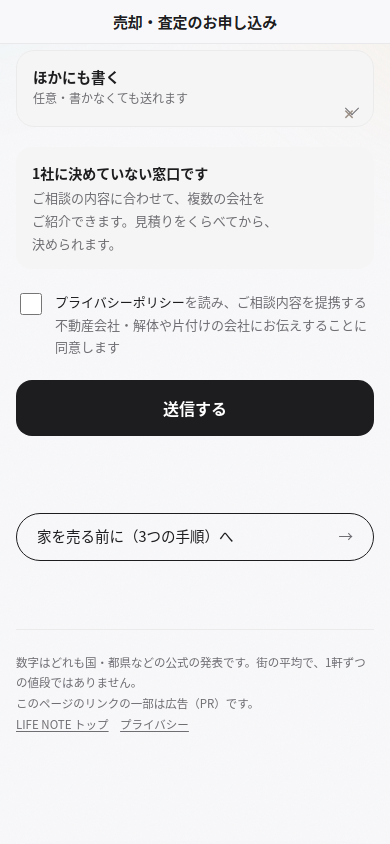 売却・査定のお申し込み
ほかにも書く
任意・書かなくても送れます
1社に決めていない窓口です
ご相談の内容に合わせて、複数の会社を
ご紹介できます。見積りをくらべてから、
決められます。
プライバシーポリシーを読み、ご相談内容を提携する
不動産会社・解体や片付けの会社にお伝えすることに
同意します
送信する
家を売る前に（3つの手順）へ →
数字はどれも国・都県などの公式の発表です。街の平均で、1軒ずつ
の値段ではありません。
このページのリンクの一部は広告（PR）です。
LIFE NOTE トップ プライバシー